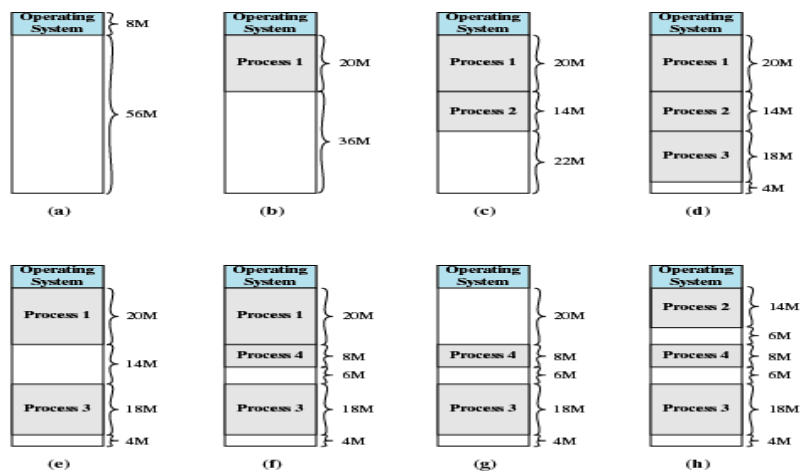 Operating
System
8M
56M
(a)
Operating
System
Process 1
20M
36M
(b)
Operating
System
Process 1
20M
Process 2
14M
22M
(c)
Operating
System
Process 1
20M
Process 2
14M
Process 3
18M
4M
(d)
Operating
System
Process 1
20M
14M
Process 3
18M
4M
(e)
Operating
System
Process 1
20M
Process 4
8M
6M
Process 3
18M
4M
(f)
Operating
System
20M
Process 4
8M
6M
Process 3
18M
4M
(g)
Operating
System
Process 2
14M
6M
Process 4
8M
6M
Process 3
18M
4M
(h)